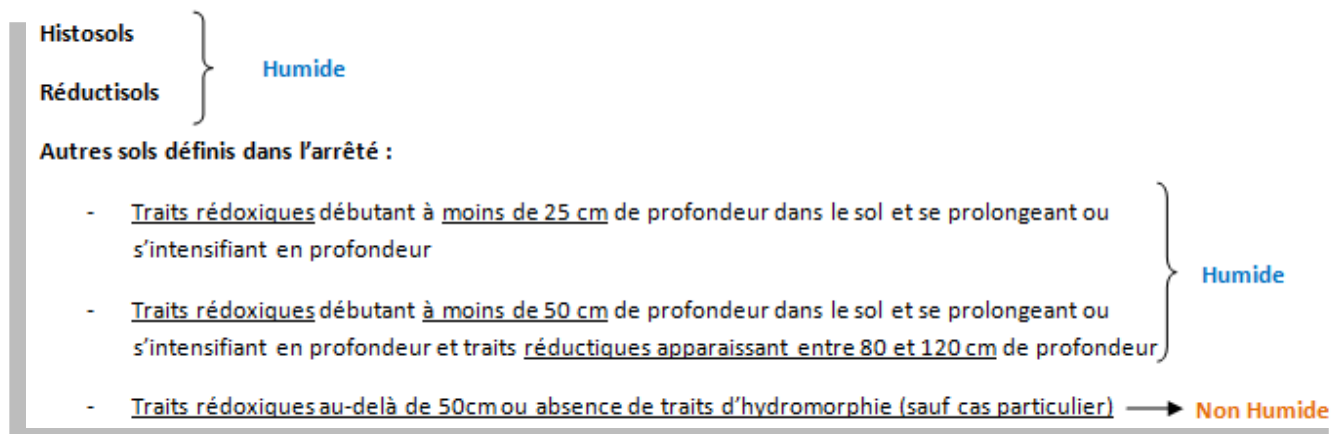 Histosols
Humide
Réductisols
Autres sols définis dans l'arrêté :
- Traits rédoxiques débutant à moins de 25 cm de profondeur dans le sol et se prolongeant ou
s'intensifiant en profondeur
Humide
- Traits rédoxiques débutant à moins de 50 cm de profondeur dans le sol et se prolongeant ou
s'intensifiant en profondeur et traits réductiques apparaissant entre 80 et 120 cm de profondeur
- Traits rédoxiques au-delà de 50cm ou absence de traits d'hydromorphie (sauf cas particulier) → Non Humide